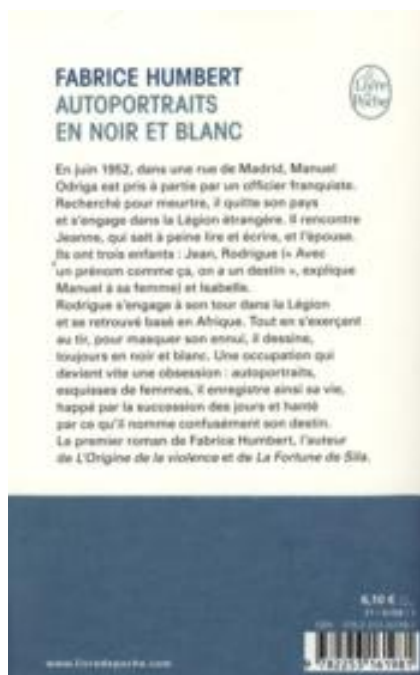 FABRICE HUMBERT
Le Livre de Poche
AUTOPORTRAITS
EN NOIR ET BLANC
En juin 1952, dans une rue de Madrid, Manuel
Odriga est pris à partie par un officier franquiste.
Recherché pour meurtre, il quitte son pays
et s'engage dans la Légion étrangère. Il rencontre
Jeanne, qui sait à peine lire et écrire, et l'épouse.
Ils ont trois enfants : Jean, Rodrigue (« Avec
un prénom comme ça, on a un destin », explique
Manuel à sa femme) et Isabelle.
Rodrigue s'engage à son tour dans la Légion
et se retrouve basé en Afrique. Tout en s'exerçant
au tir, pour masquer son ennui, il dessine,
toujours en noir et blanc. Une occupation qui
devient vite une obsession : autoportraits,
esquisses de femmes, il enregistre ainsi sa vie,
happé par la succession des jours et hanté
par ce qu'il nomme confusément son destin.
Le premier roman de Fabrice Humbert, l'auteur
de L'Origine de la violence et de La Fortune de Sila.
6,10 €
www.livredepoche.com